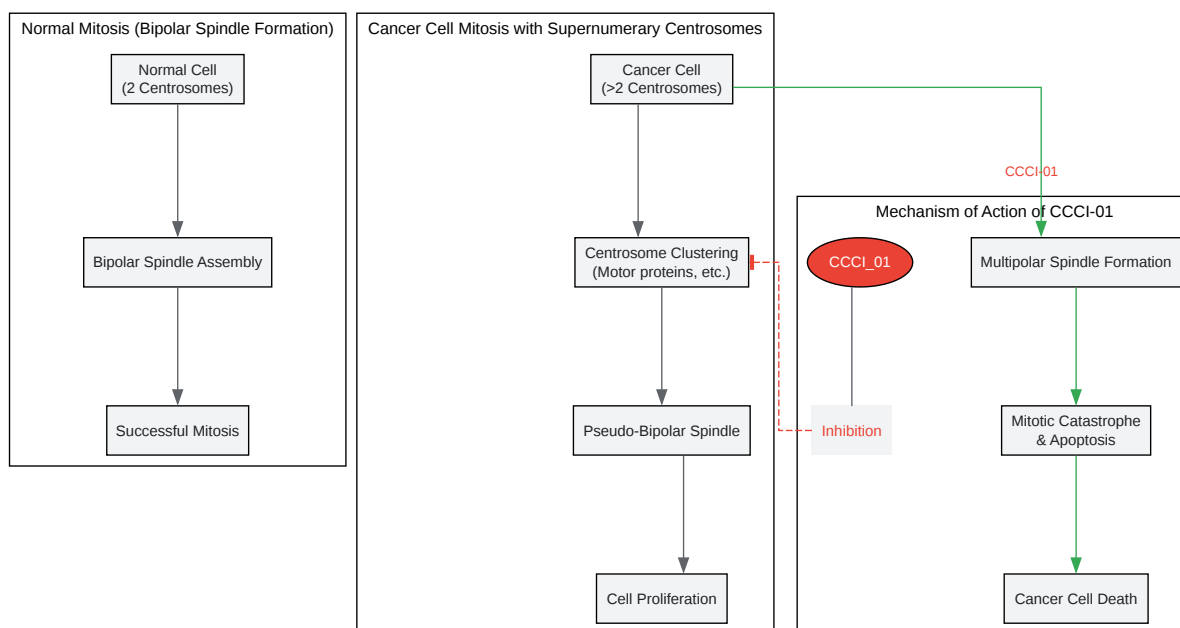 Normal Mitosis (Bipolar Spindle Formation)
Normal Cell
(2 Centrosomes)
Bipolar Spindle Assembly
Successful Mitosis
Cancer Cell Mitosis with Supernumerary Centrosomes
Cancer Cell
(>2 Centrosomes)
Centrosome Clustering
(Motor proteins, etc.)
Pseudo-Bipolar Spindle
Cell Proliferation
CCCI-01
Mechanism of Action of CCCI-01
CCCI_01
Multipolar Spindle Formation
Inhibition
Mitotic Catastrophe
& Apoptosis
Cancer Cell Death